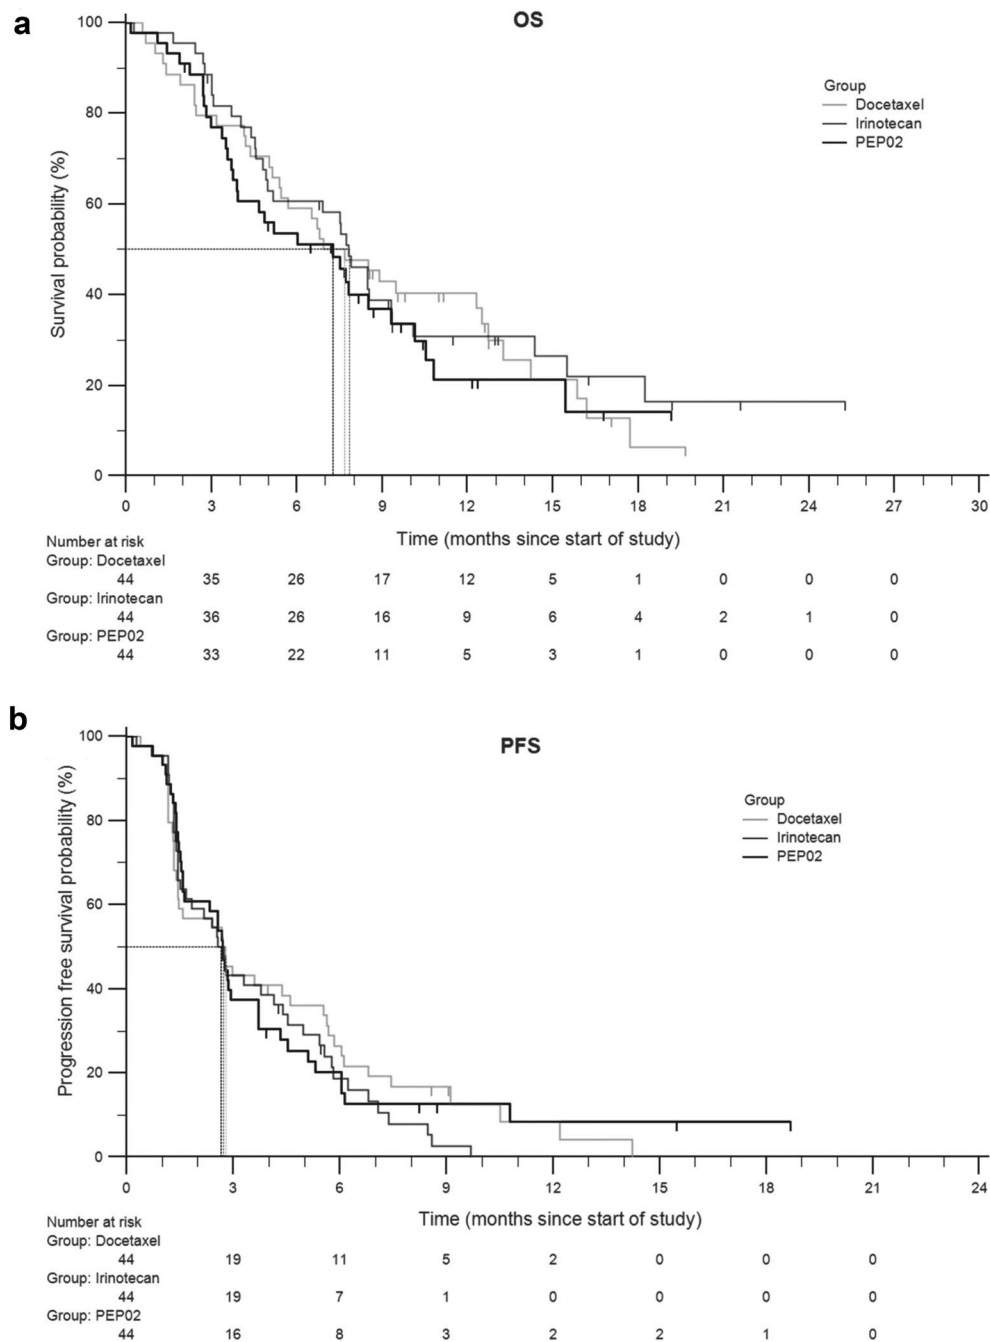 a
OS
100
80
60
40
20
0
Survival probability (%)
Group
Docetaxel
Irinotecan
PEP02
0 3 6 9 12 15 18 21 24 27 30
Time (months since start of study)
Number at risk
Group: Docetaxel
44 35 26 17 12 5 1 0 0 0
Group: Irinotecan
44 36 26 16 9 6 4 2 1 0
Group: PEP02
44 33 22 11 5 3 1 0 0 0
b
PFS
100
80
60
40
20
0
Progression free survival probability (%)
Group
Docetaxel
Irinotecan
PEP02
0 3 6 9 12 15 18 21 24
Time (months since start of study)
Number at risk
Group: Docetaxel
44 19 11 5 2 0 0 0
Group: Irinotecan
44 19 7 1 0 0 0 0
Group: PEP02
44 16 8 3 2 2 1 0